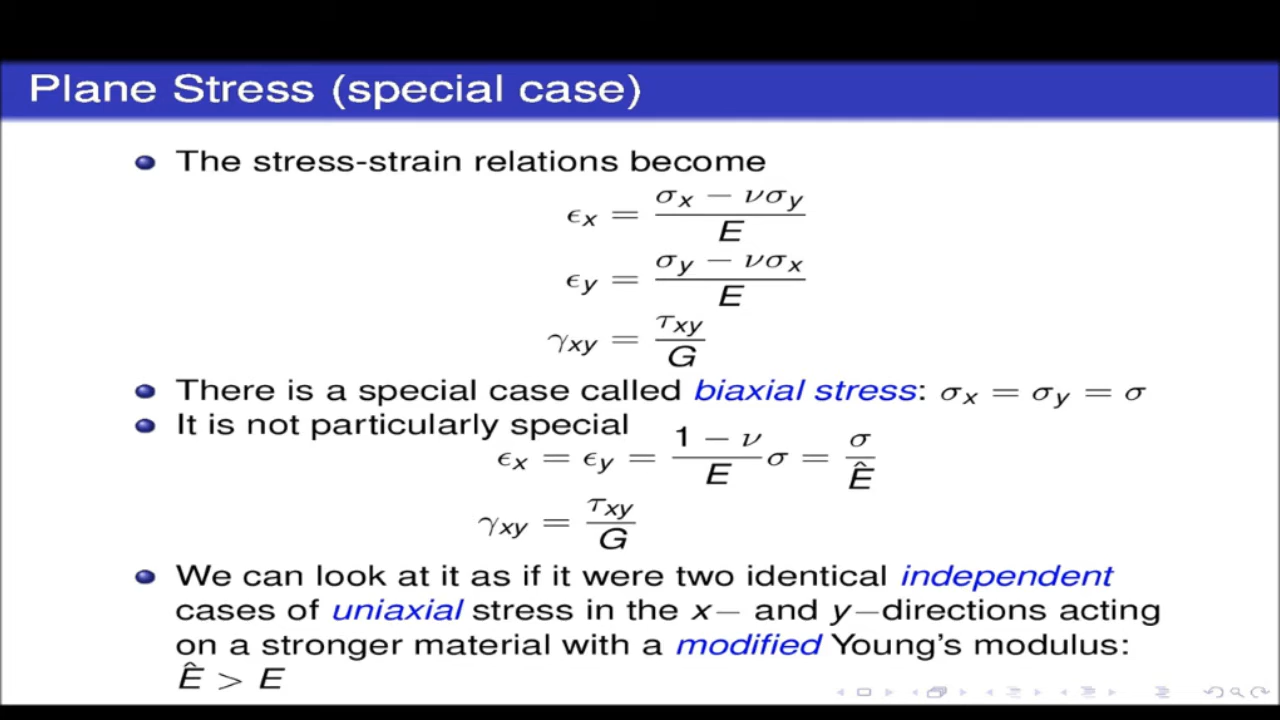 Plane Stress (special case)
The stress-strain relations become
ϵx = (σx − νσy) / E
ϵy = (σy − νσx) / E
γxy = τxy / G
There is a special case called biaxial stress: σx = σy = σ
It is not particularly special
ϵx = ϵy = (1 − ν) / E σ = σ / Ê
γxy = τxy / G
We can look at it as if it were two identical independent
cases of uniaxial stress in the x− and y−directions acting
on a stronger material with a modified Young's modulus:
Ê > E